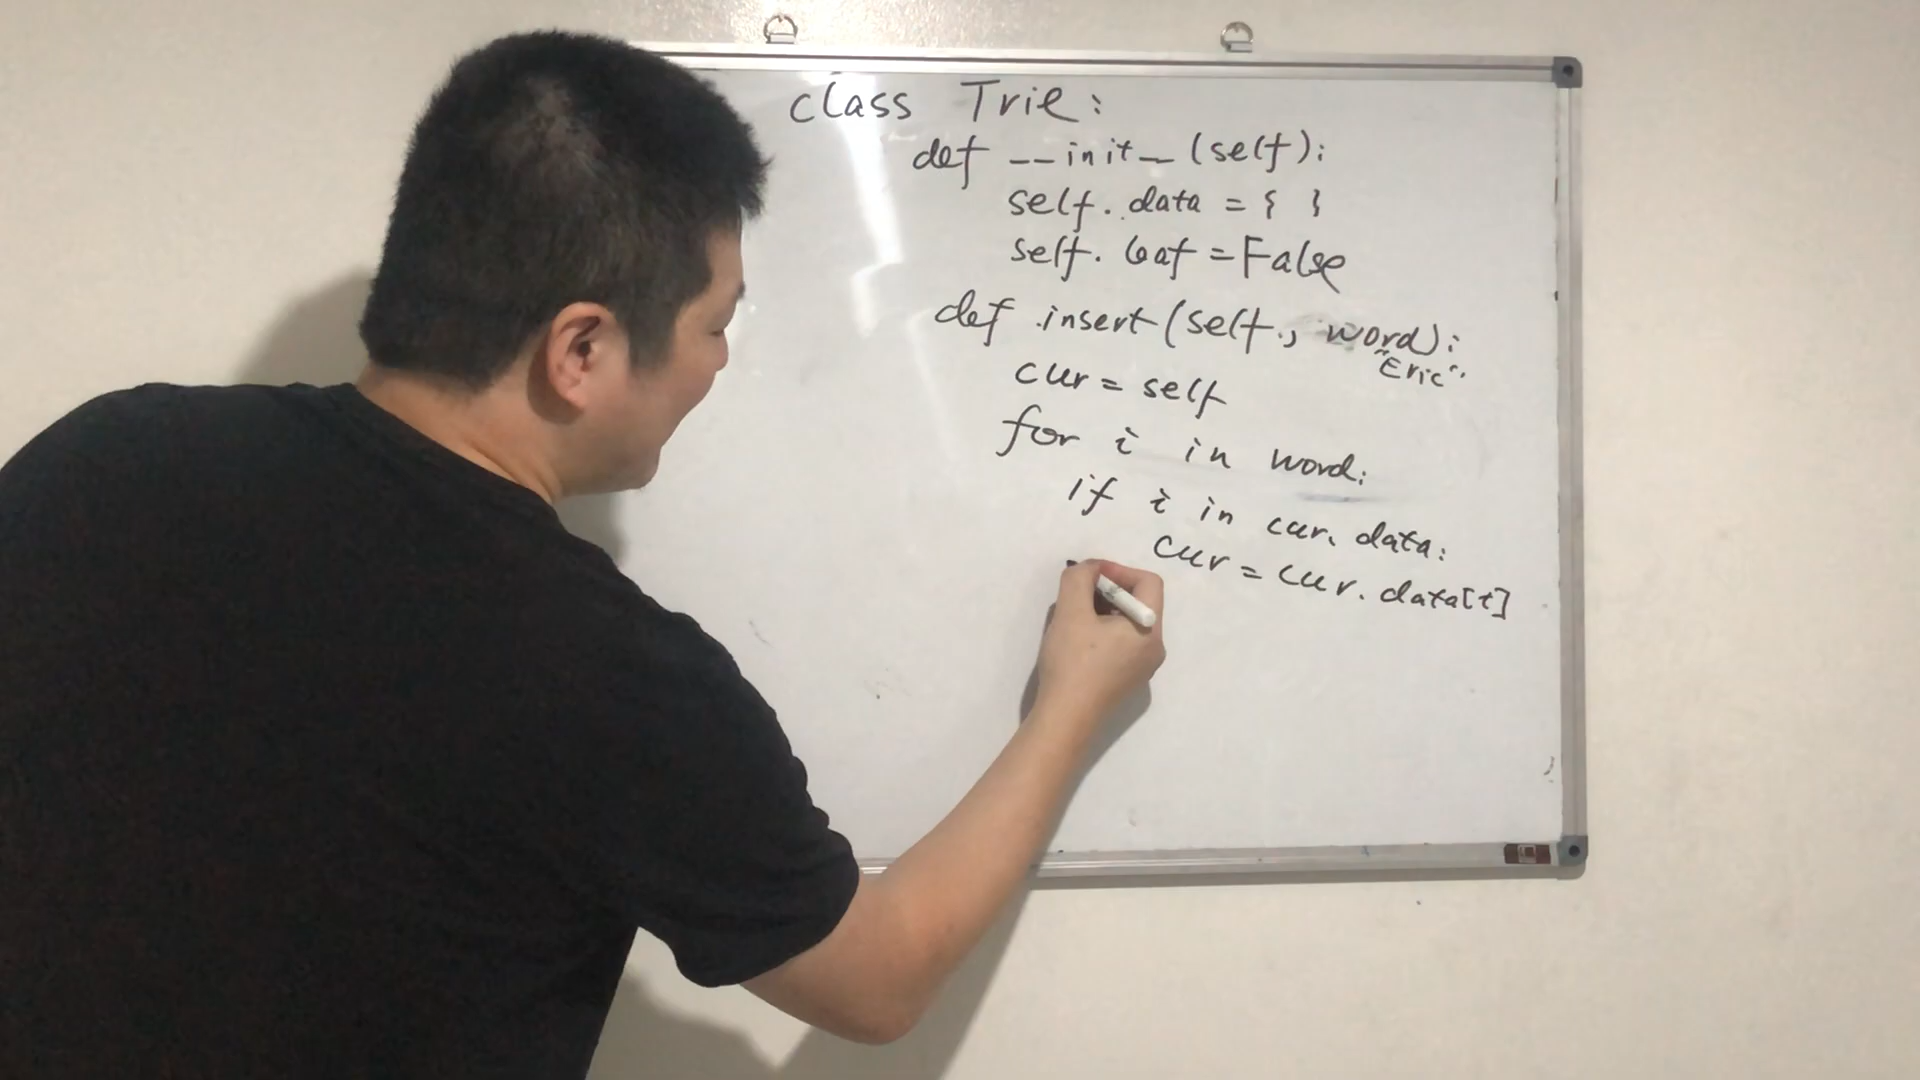 class Trie:
def __init__(self):
self.data = { }
self.leaf = False
def insert(self, word):
"Eric"
cur = self
for i in word:
if i in cur.data:
cur = cur.data[i]